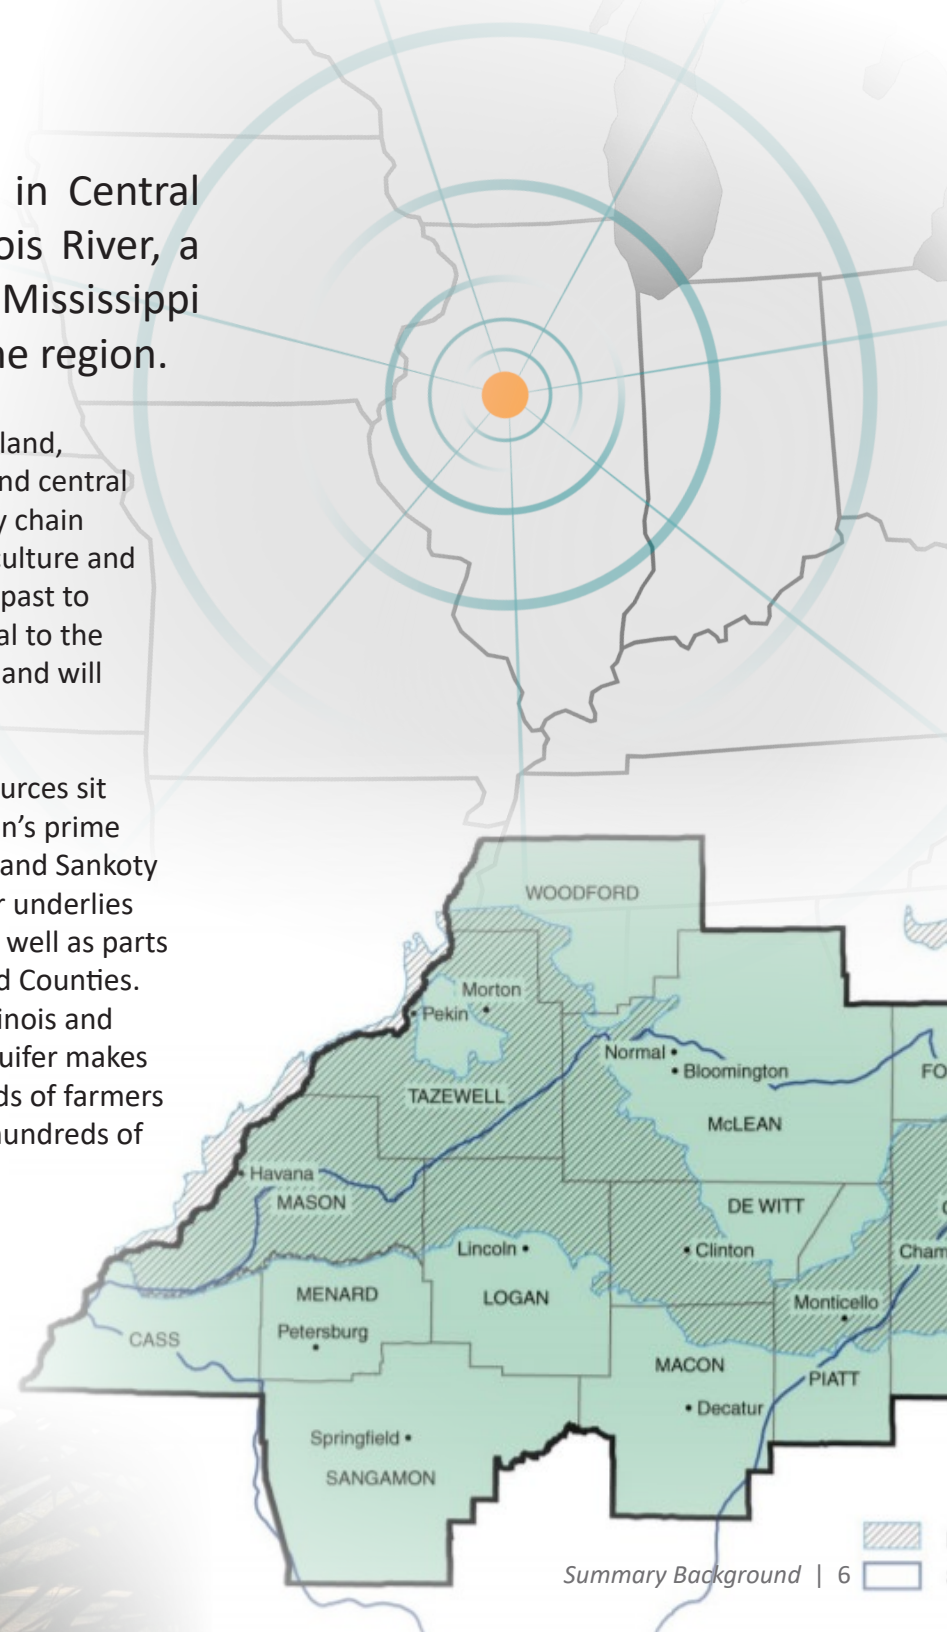 in Central
ois River, a
Mississippi
ne region.
land,
nd central
y chain
culture and
past to
al to the
and will
urces sit
n's prime
and Sankoty
r underlies
well as parts
d Counties.
inois and
uifer makes
ds of farmers
hundreds of
WOODFORD
Morton
Pekin
Normal
Bloomington
FO
TAZEWELL
McLEAN
Havana
MASON
DE WITT
Lincoln
Clinton
Cham
MENARD
LOGAN
Monticello
Petersburg
CASS
MACON
PIATT
Decatur
Springfield
SANGAMON
Summary Background | 6